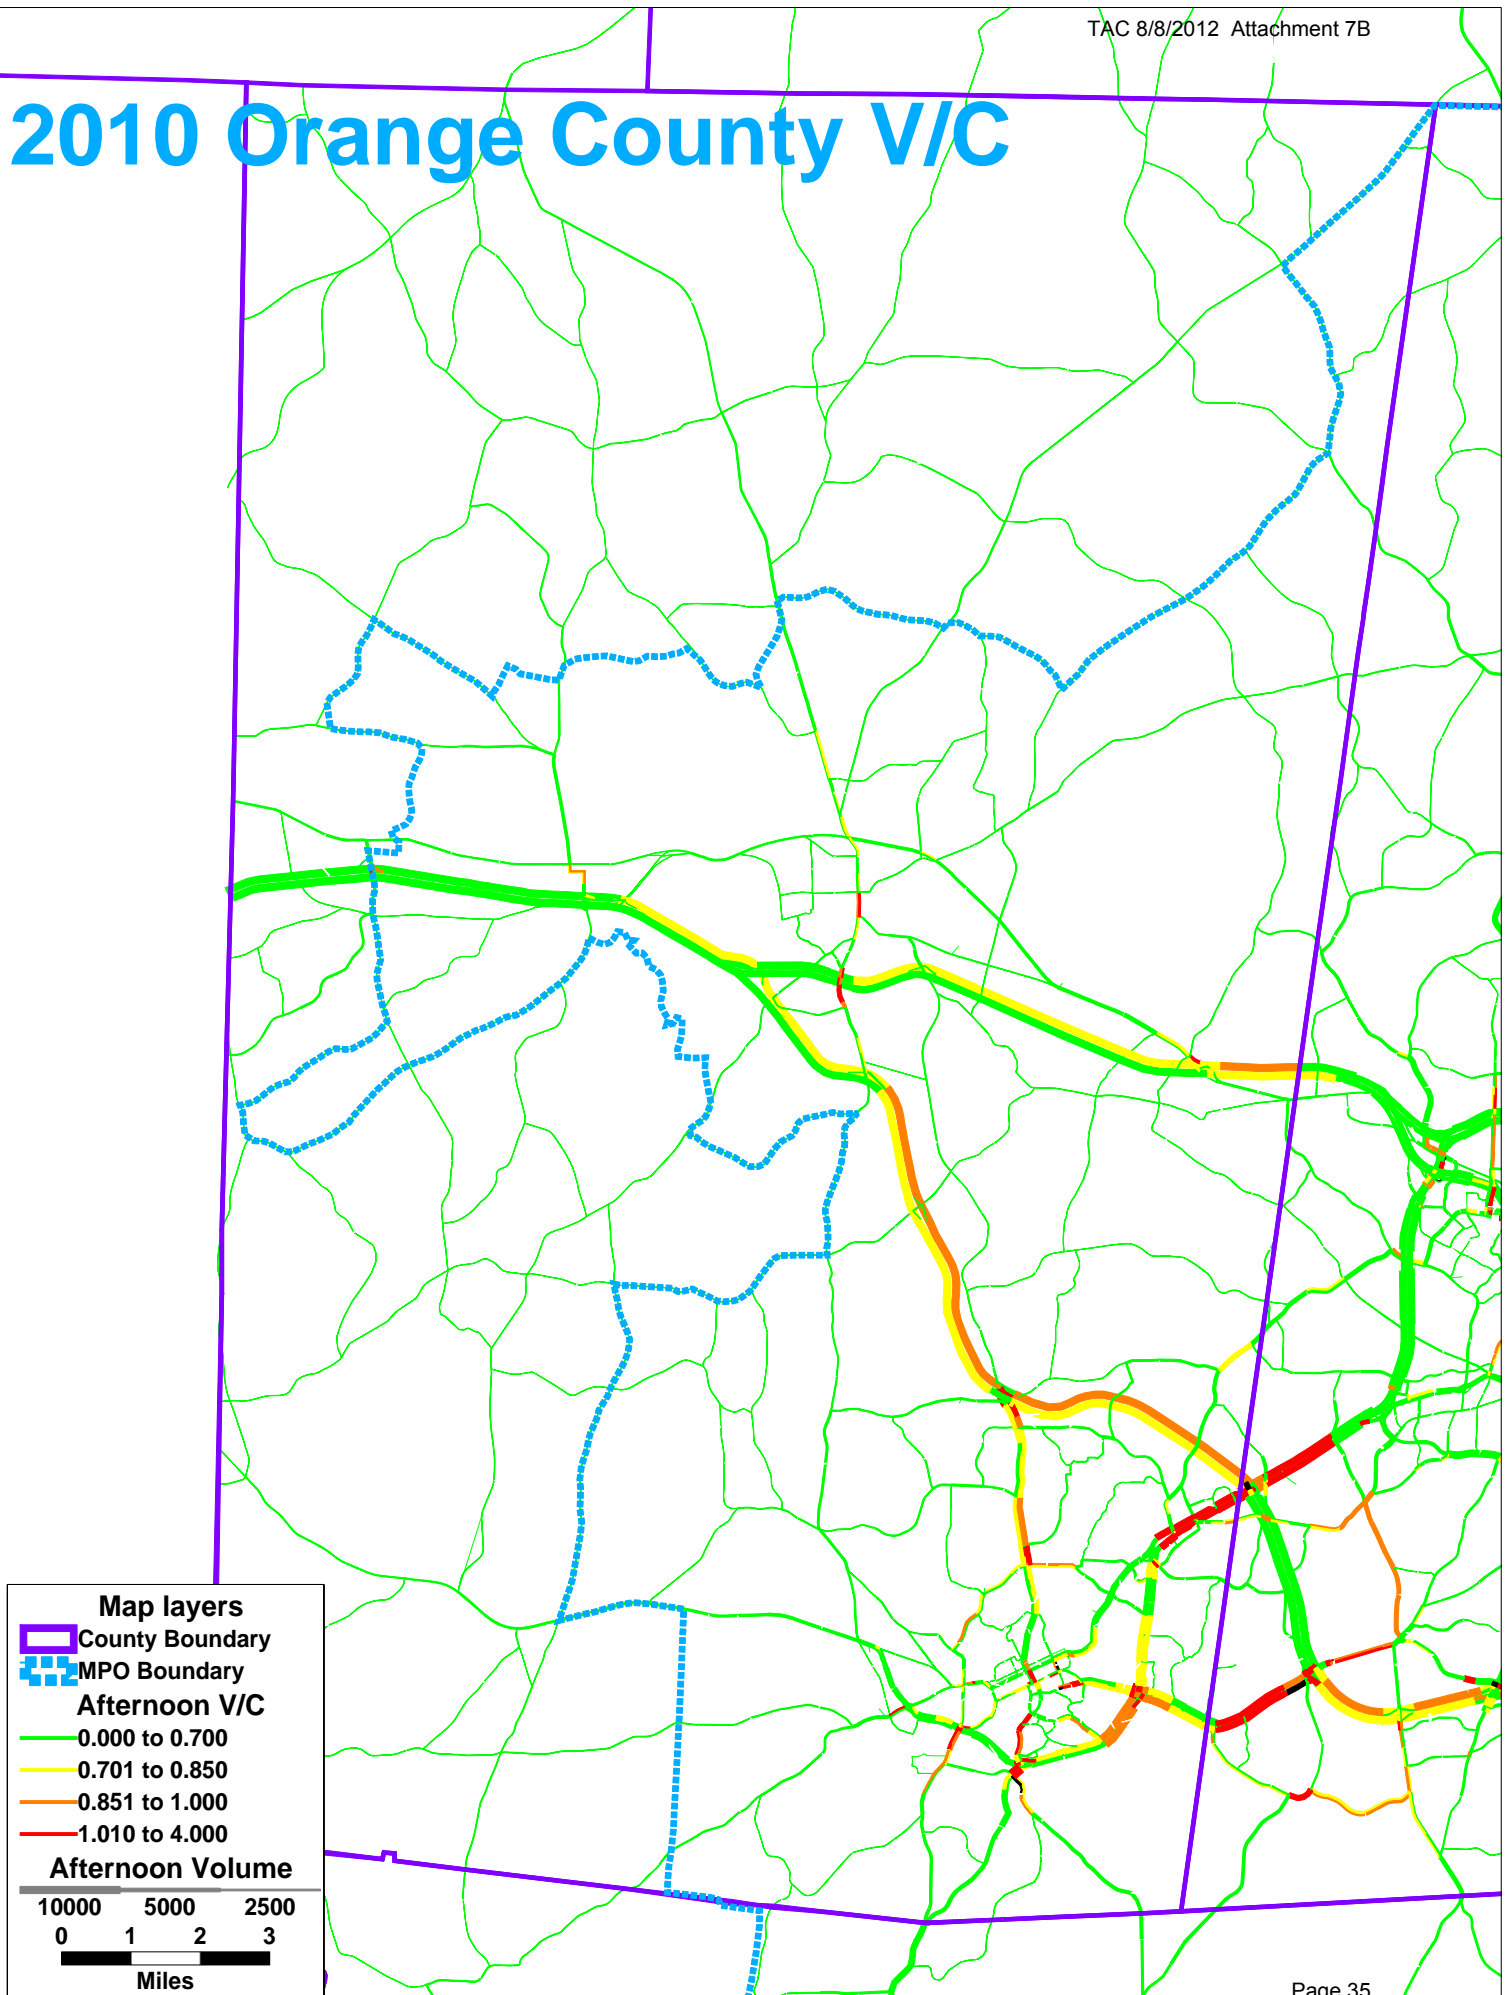 TAC 8/8/2012 Attachment 7B
2010 Orange County V/C
Map layers
County Boundary
MPO Boundary
Afternoon V/C
0.000 to 0.700
0.701 to 0.850
0.851 to 1.000
1.010 to 4.000
Afternoon Volume
10000 5000 2500
0 1 2 3
Miles
Page 35